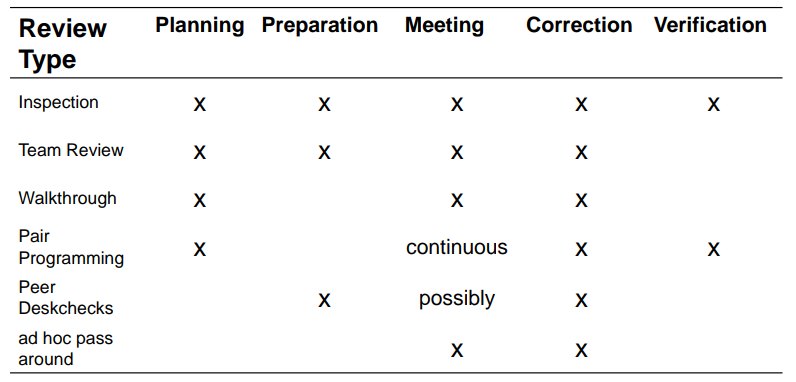 Review Type Planning Preparation Meeting Correction Verification
Inspection x x x x x
Team Review x x x x
Walkthrough x x x
Pair Programming x continuous x x
Peer Deskchecks x possibly x
ad hoc pass around x x